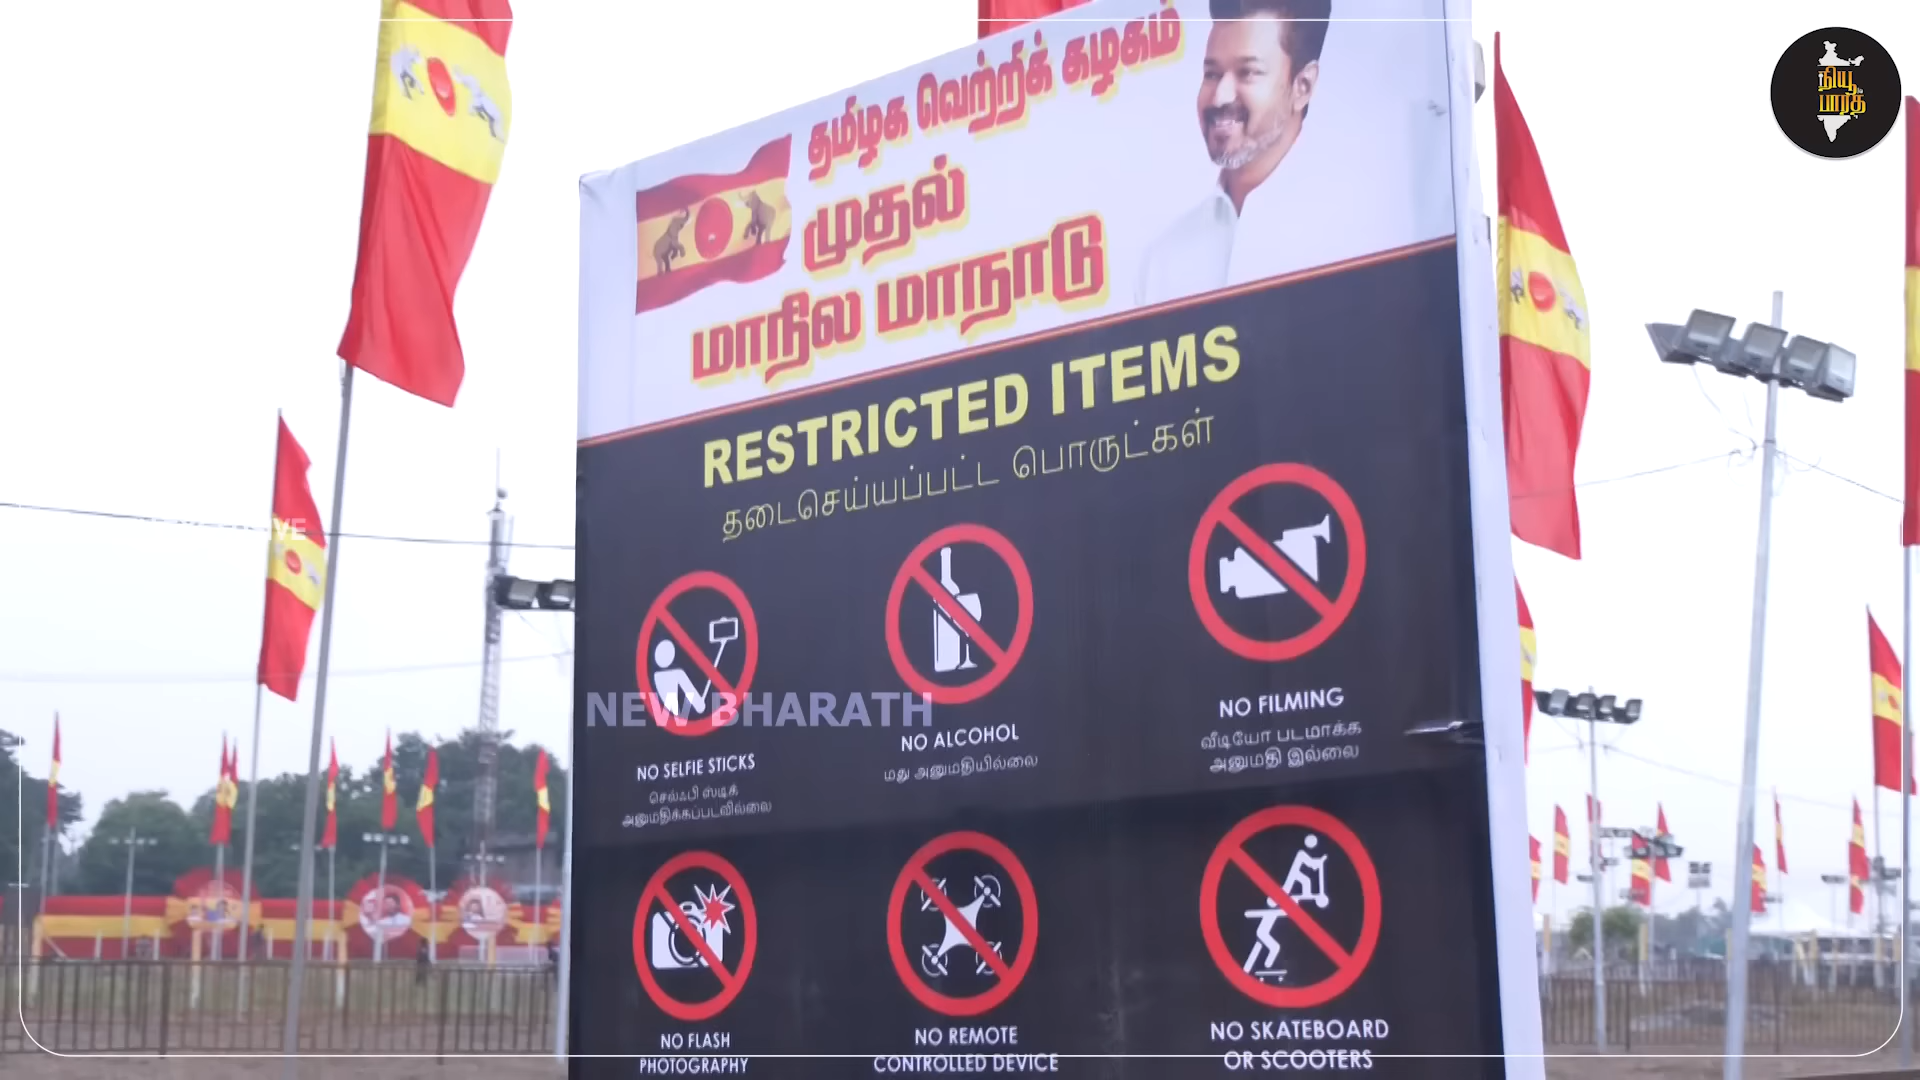 தமிழக வெற்றிக் கழகம்
முதல்
மாநில மாநாடு
நியூ
பாரத்
RESTRICTED ITEMS
தடைசெய்யப்பட்ட பொருட்கள்
NO SELFIE STICKS
செல்ஃபி ஸ்டிக்
அனுமதிக்கப்படவில்லை
NO ALCOHOL
மது அனுமதியில்லை
NO FILMING
வீடியோ படமாக்க
அனுமதி இல்லை
NEW BHARATH
NO FLASH
PHOTOGRAPHY
NO REMOTE
CONTROLLED DEVICE
NO SKATEBOARD
OR SCOOTERS